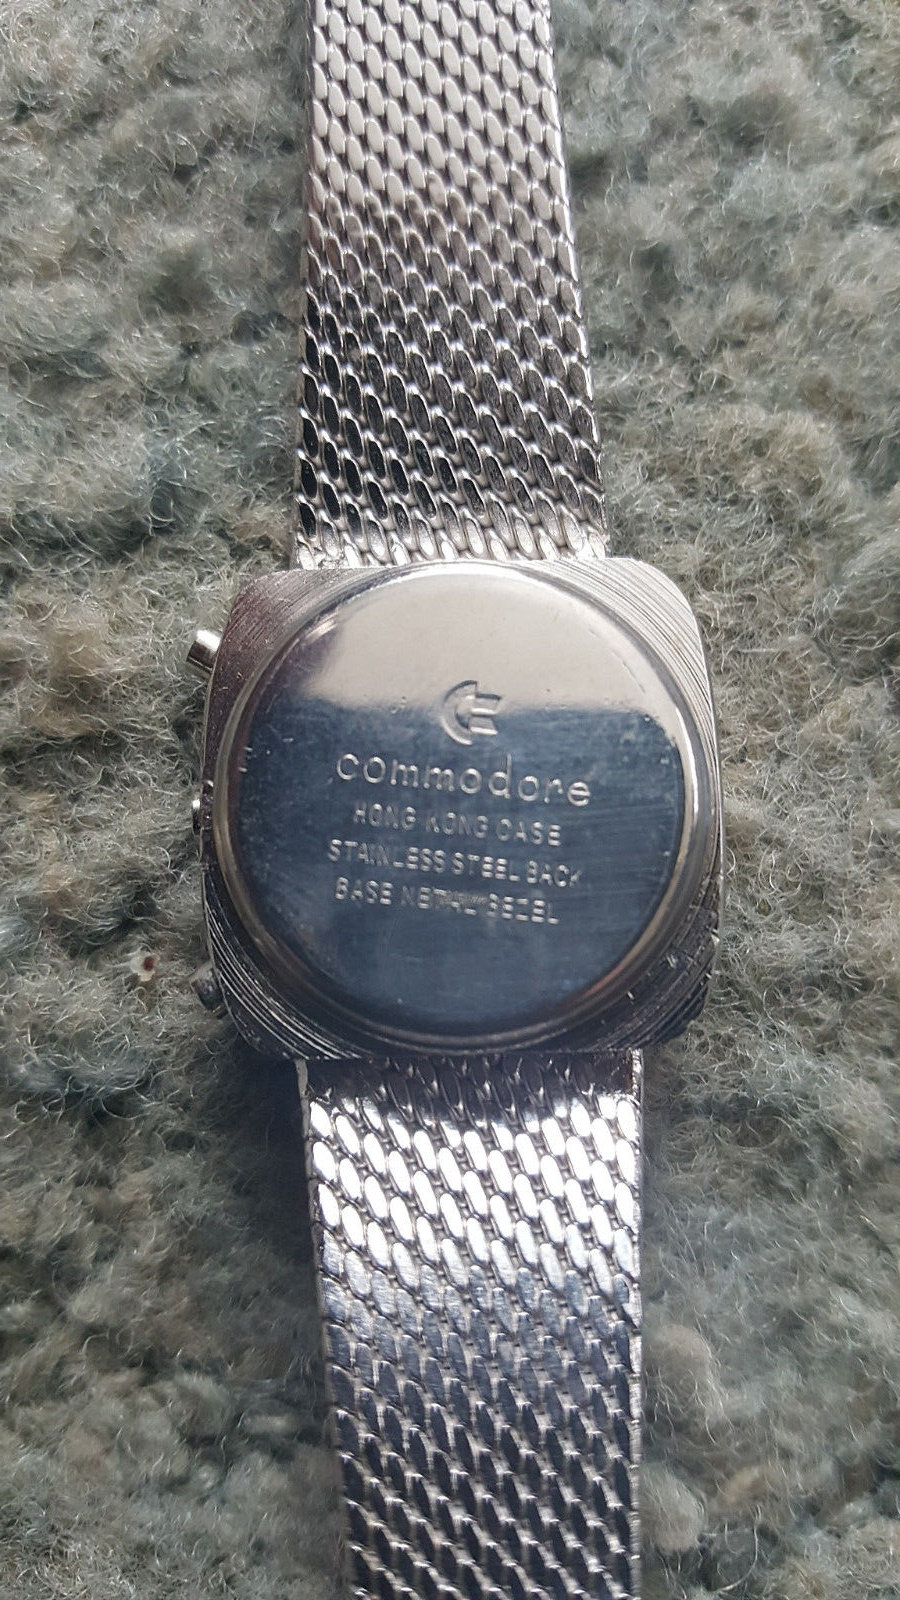 commodore
HONG KONG CASE
STAINLESS STEEL BACK
BASE METAL BEZEL